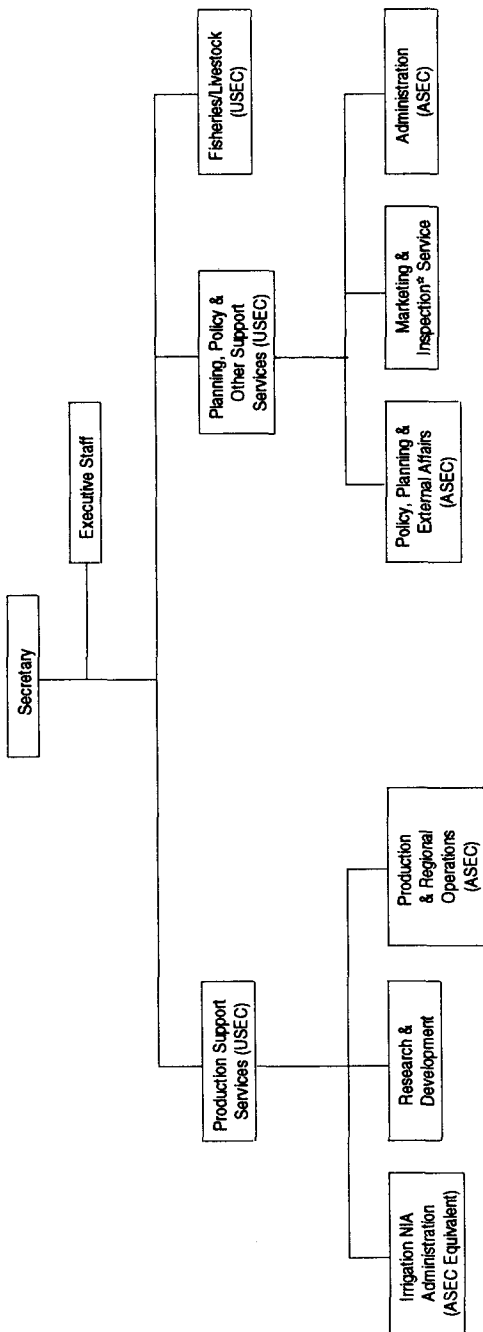 Secretary
Executive Staff
Production Support
Services (USEC)
Planning, Policy &
Other Support
Services (USEC)
Fisheries/Livestock
(USEC)
Irrigation NIA
Administration
(ASEC Equivalent)
Research &
Development
Production
& Regional
Operations
(ASEC)
Policy, Planning &
External Affairs
(ASEC)
Marketing &
Inspection* Service
Administration
(ASEC)